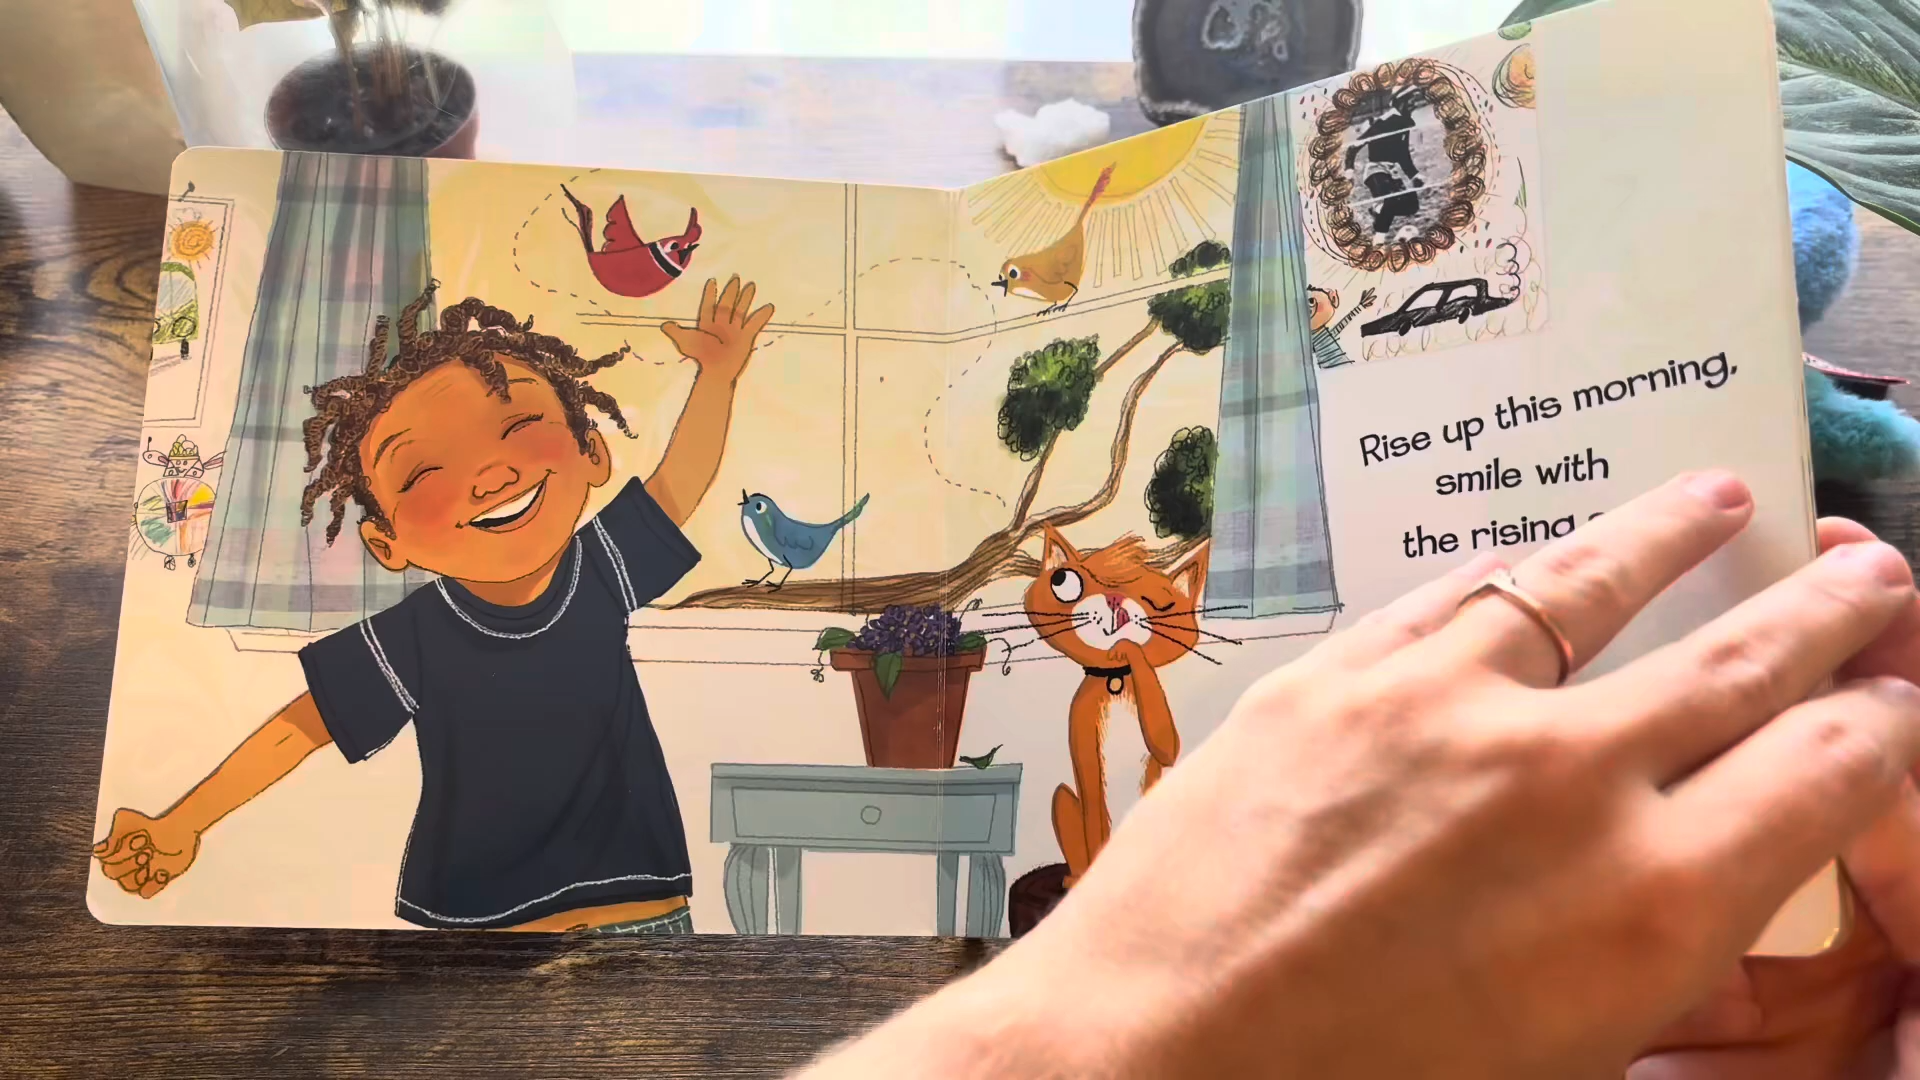 Rise up this morning,
smile with
the rising